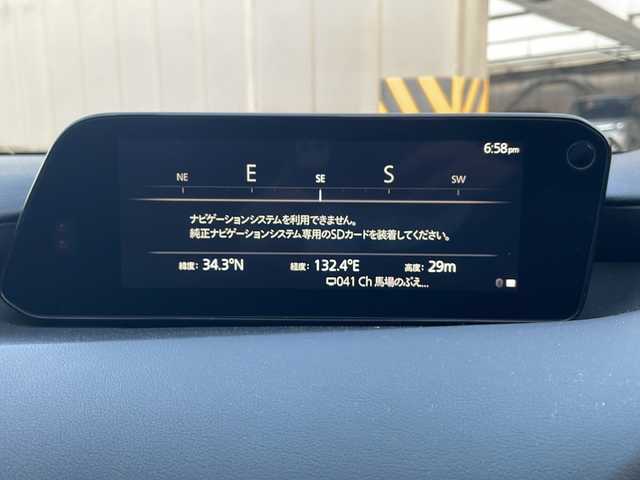 6:58pm
NE E SE S SW
ナビゲーションシステムを利用できません。
純正ナビゲーションシステム専用のSDカードを装着してください。
緯度: 34.3°N 経度: 132.4°E 高度: 29m
041 Ch 馬場のぶえ...